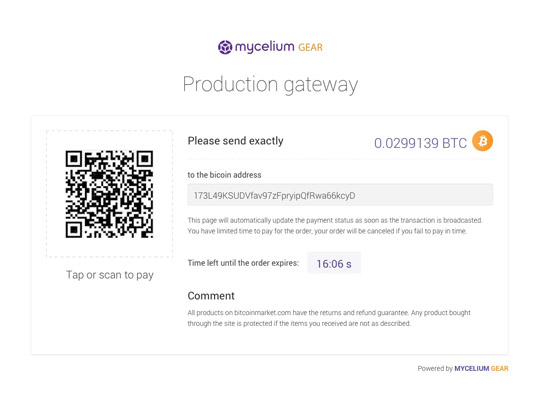 mycelium GEAR
Production gateway
Please send exactly
0.0299139 BTC
to the bicoin address
173L49KSUDVfav97zFpryipQfRwa66kcyD
This page will automatically update the payment status as soon as the transaction is broadcasted.
You have limited time to pay for the order, your order will be canceled if you fail to pay in time.
Tap or scan to pay
Time left until the order expires:
16:06 s
Comment
All products on bitcoinmarket.com have the returns and refund guarantee. Any product bought
through the site is protected if the items you received are not as described.
Powered by MYCELIUM GEAR